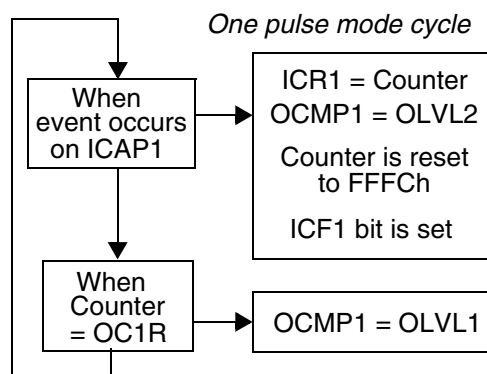 One pulse mode cycle
When
event occurs
on ICAP1
ICR1 = Counter
OCMP1 = OLVL2
Counter is reset
to FFFCh
ICF1 bit is set
When
Counter
= OC1R
OCMP1 = OLVL1